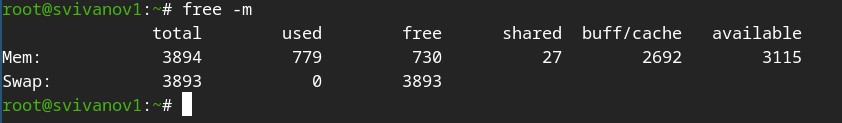 root@svivanov1:~# free -m
total used free shared buff/cache available
Mem: 3894 779 730 27 2692 3115
Swap: 3893 0 3893
root@svivanov1:~#